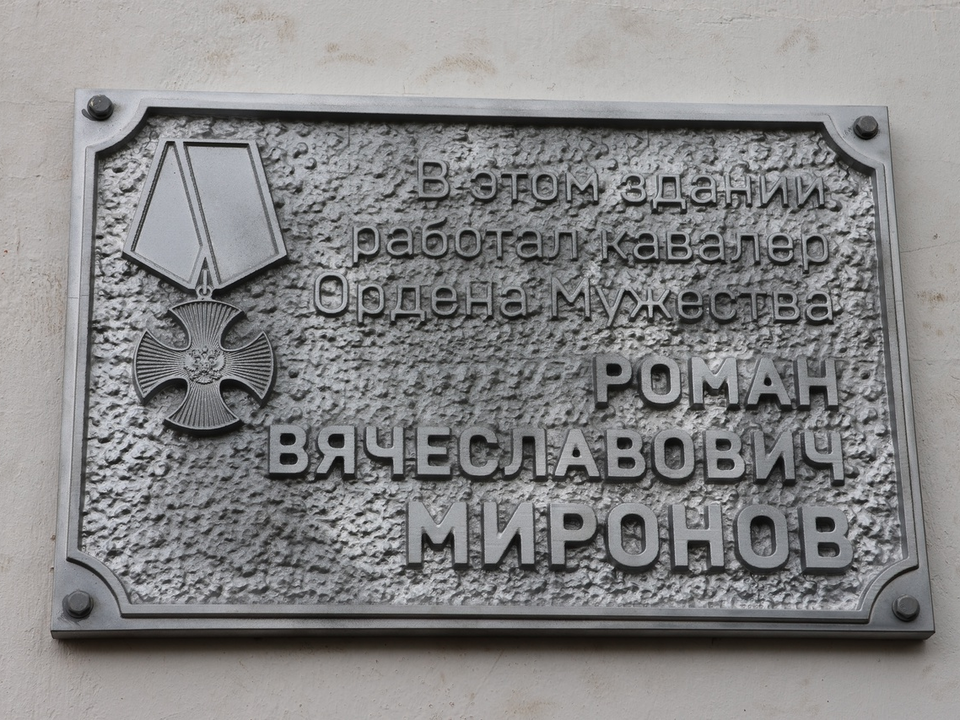 В этом здании
работал кавалер
Ордена Мужества
РОМАН
ВЯЧЕСЛАВОВИЧ
МИРОНОВ